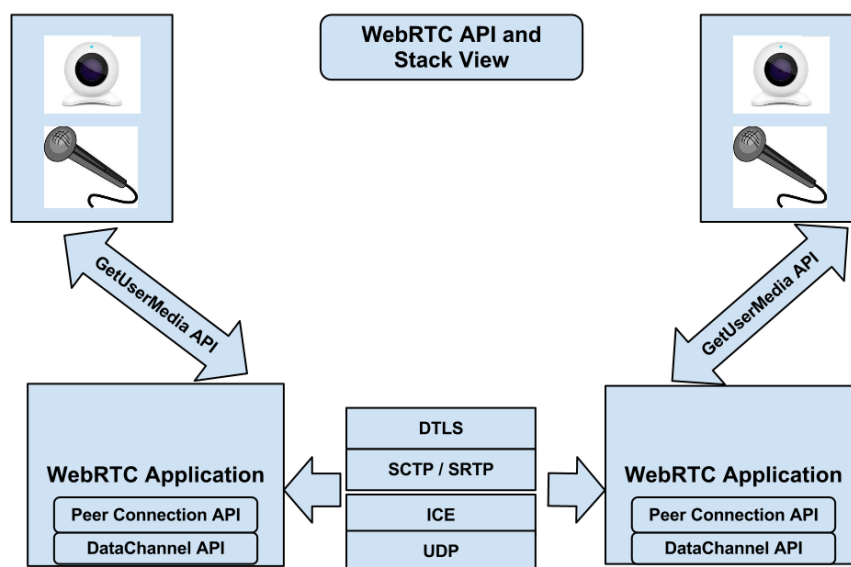 WebRTC API and
Stack View
GetUserMedia API
GetUserMedia API
WebRTC Application
Peer Connection API
DataChannel API
DTLS
SCTP / SRTP
ICE
UDP
WebRTC Application
Peer Connection API
DataChannel API